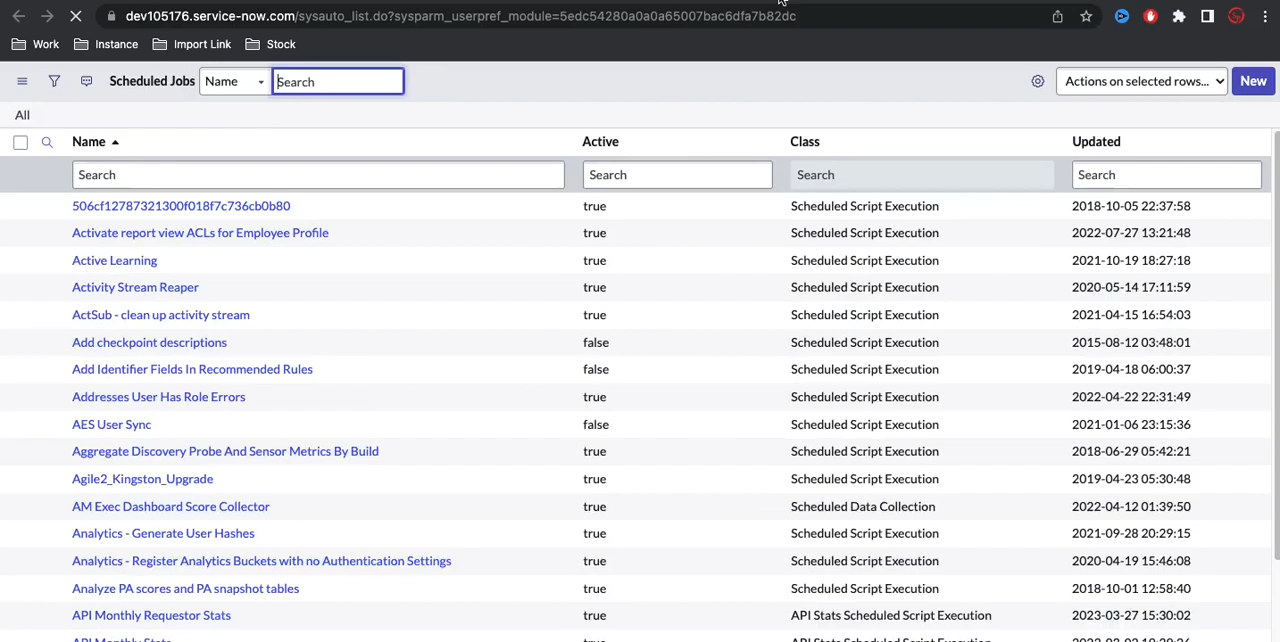 dev105176.service-now.com/sysauto_list.do?sysparm_userpref_module=5edc54280a0a0a65007bac6dfa7b82dc
Work Instance Import Link Stock
Scheduled Jobs Name Search Actions on selected rows... New
All
Name Active Class Updated
Search Search Search Search
506cf12787321300f018f7c736cb0b80 true Scheduled Script Execution 2018-10-05 22:37:58
Activate report view ACLs for Employee Profile true Scheduled Script Execution 2022-07-27 13:21:48
Active Learning true Scheduled Script Execution 2021-10-19 18:27:18
Activity Stream Reaper true Scheduled Script Execution 2020-05-14 17:11:59
ActSub - clean up activity stream true Scheduled Script Execution 2021-04-15 16:54:03
Add checkpoint descriptions false Scheduled Script Execution 2015-08-12 03:48:01
Add Identifier Fields In Recommended Rules false Scheduled Script Execution 2019-04-18 06:00:37
Addresses User Has Role Errors true Scheduled Script Execution 2022-04-22 22:31:49
AES User Sync false Scheduled Script Execution 2021-01-06 23:15:36
Aggregate Discovery Probe And Sensor Metrics By Build true Scheduled Script Execution 2018-06-29 05:42:21
Agile2_Kingston_Upgrade true Scheduled Script Execution 2019-04-23 05:30:48
AM Exec Dashboard Score Collector true Scheduled Data Collection 2022-04-12 01:39:50
Analytics - Generate User Hashes true Scheduled Script Execution 2021-09-28 20:29:15
Analytics - Register Analytics Buckets with no Authentication Settings true Scheduled Script Execution 2020-04-19 15:46:08
Analyze PA scores and PA snapshot tables true Scheduled Script Execution 2018-10-01 12:58:40
API Monthly Requestor Stats true API Stats Scheduled Script Execution 2023-03-27 15:30:02
API Monthly Stats true API Stats Scheduled Script Execution